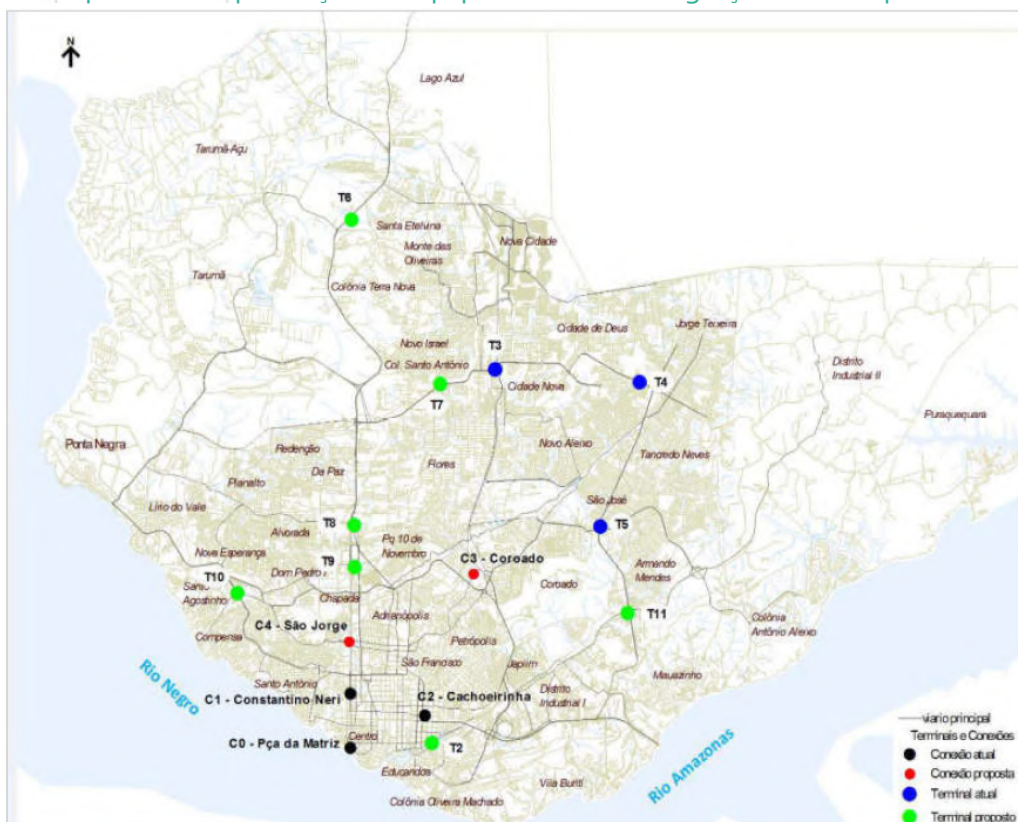 N
Lago Azul
Tarumã-Açu
T6
Santa Etelvina
Nova Cidade
Monte das
Oliveiras
Tarumã
Colônia Terra Nova
Cidade de Deus
Jorge Teixeira
Novo Israel
T3
Col. Santo Antônio
Distrito
Industrial II
Cidade Nova
T4
T7
Puraquequara
Ponta Negra
Redenção
Flores
Novo Aleixo
Tancredo Neves
Da Paz
Planalto
Lírio do Vale
São José
T8
T5
Alvorada
Pq 10 de
Novembro
Nova Esperança
C3 - Coroado
T9
Dom Pedro I
Armando
Mendes
T10
Coroado
Santo
Agostinho
Chapada
Adrianópolis
T11
Colônia
Antônio Aleixo
C4 - São Jorge
Compensa
Petrópolis
São Francisco
Japiim
Mauazinho
Rio Negro
Santo Antônio
C2 - Cachoeirinha
Distrito
Industrial I
C1 - Constantino Neri
C0 - Pça da Matriz
Centro
T2
Educandos
Vila Buriti
Rio Amazonas
Colônia Oliveira Machado
viario principal
Terminais e Conexões
Conexão atual
Conexão proposta
Terminal atual
Terminal proposto